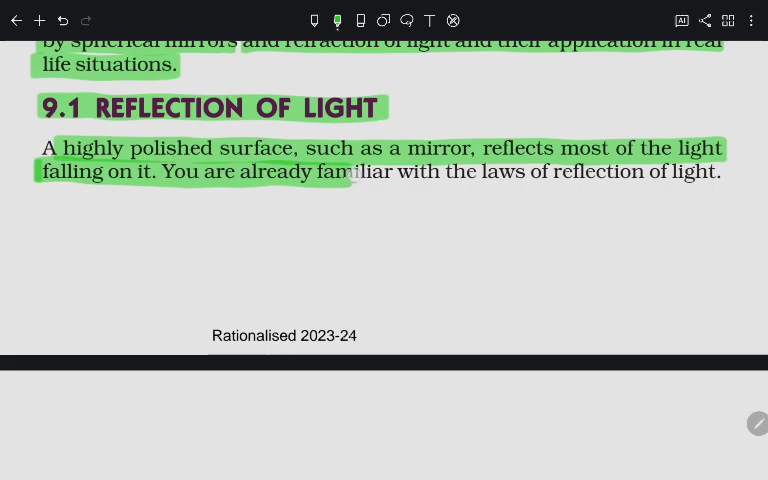 by spherical mirrors and refraction of light and their application in real
life situations.
9.1 REFLECTION OF LIGHT
A highly polished surface, such as a mirror, reflects most of the light
falling on it. You are already familiar with the laws of reflection of light.
Rationalised 2023-24